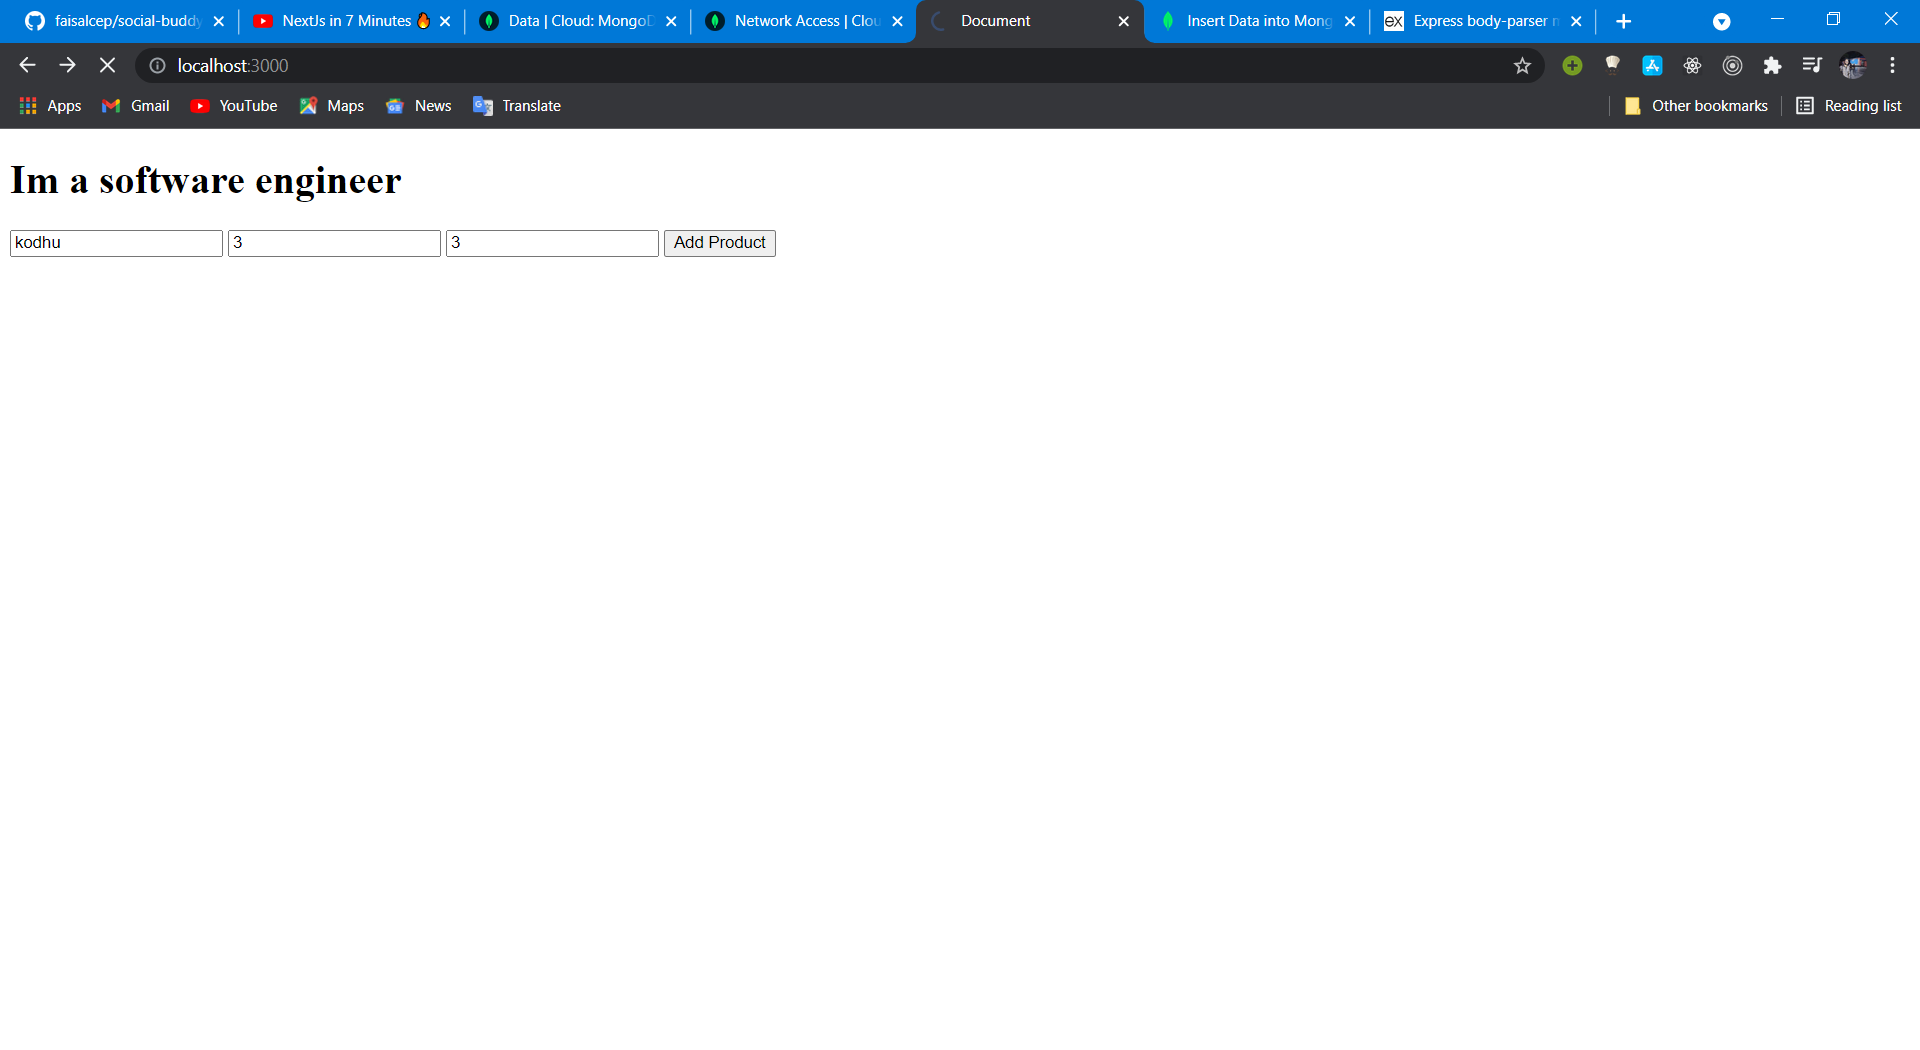 faisalcep/social-buddy NextJs in 7 Minutes Data | Cloud: MongoD Network Access | Clou Document Insert Data into Mong Express body-parser
localhost:3000
Apps Gmail YouTube Maps News Translate Other bookmarks Reading list
Im a software engineer
kodhu 3 3 Add Product